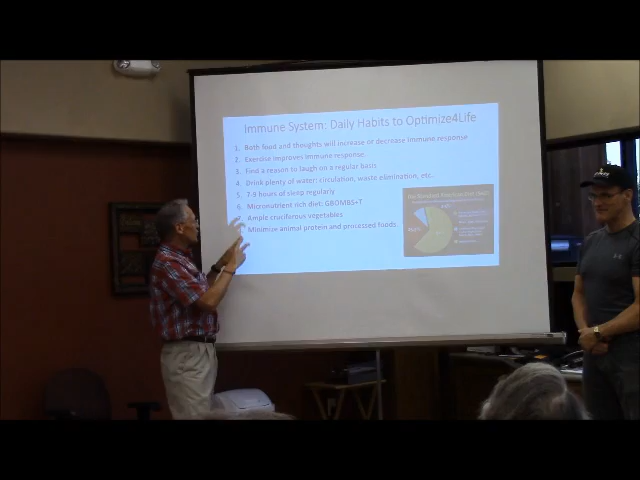 Immune System: Daily Habits to Optimize4Life
1. Both food and thoughts will increase or decrease immune response
2. Exercise improves immune response
3. Find a reason to laugh on a regular basis
4. Drink plenty of water: circulation, waste elimination, etc.
5. 7-9 hours of sleep regularly
6. Micronutrient rich diet: GBOMBS+T
Ample cruciferous vegetables
Minimize animal protein and processed foods